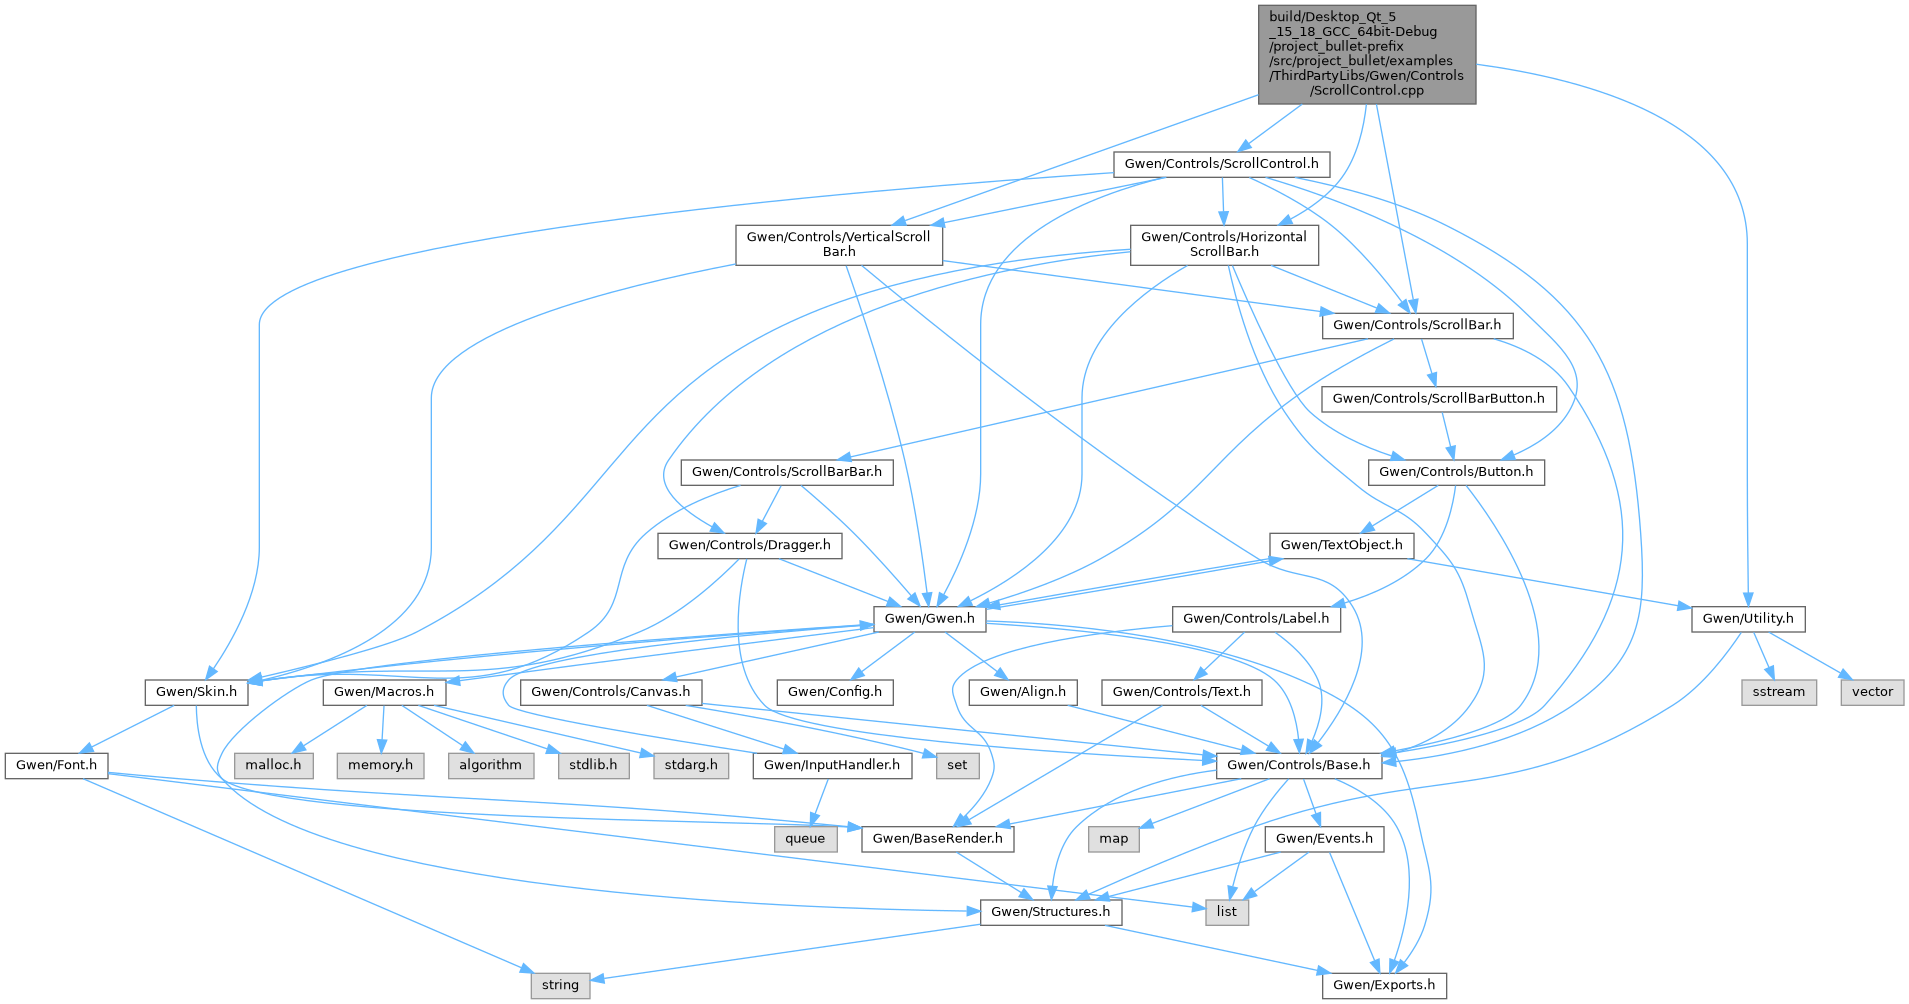 build/Desktop_Qt_5
_15_18_GCC_64bit-Debug
/project_bullet-prefix
/src/project_bullet/examples
/ThirdPartyLibs/Gwen/Controls
/ScrollControl.cpp
Gwen/Controls/ScrollControl.h
Gwen/Controls/VerticalScroll
Bar.h
Gwen/Controls/Horizontal
ScrollBar.h
Gwen/Controls/ScrollBar.h
Gwen/Controls/ScrollBarButton.h
Gwen/Controls/ScrollBarBar.h
Gwen/Controls/Button.h
Gwen/Controls/Dragger.h
Gwen/TextObject.h
Gwen/Gwen.h
Gwen/Controls/Label.h
Gwen/Utility.h
Gwen/Skin.h
Gwen/Macros.h
Gwen/Controls/Canvas.h
Gwen/Config.h
Gwen/Align.h
Gwen/Controls/Text.h
sstream
vector
Gwen/Font.h
malloc.h
memory.h
algorithm
stdlib.h
stdarg.h
Gwen/InputHandler.h
set
Gwen/Controls/Base.h
queue
Gwen/BaseRender.h
map
Gwen/Events.h
Gwen/Structures.h
list
string
Gwen/Exports.h